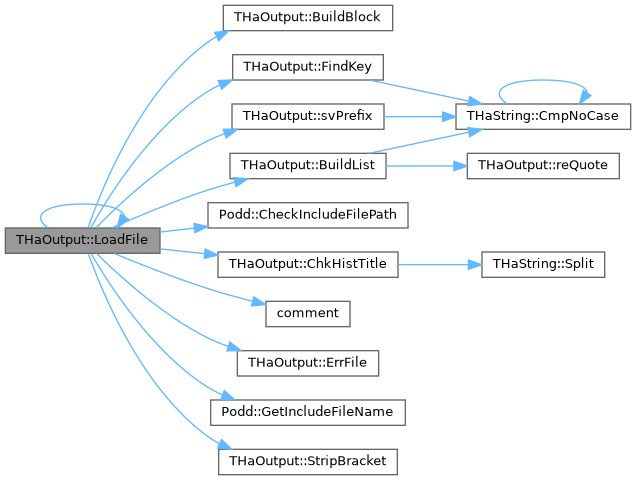 THaOutput::BuildBlock
THaOutput::FindKey
THaOutput::svPrefix
THaString::CmpNoCase
THaOutput::BuildList
THaOutput::reQuote
Podd::CheckIncludeFilePath
THaOutput::LoadFile
THaOutput::ChkHistTitle
THaString::Split
comment
THaOutput::ErrFile
Podd::GetIncludeFileName
THaOutput::StripBracket